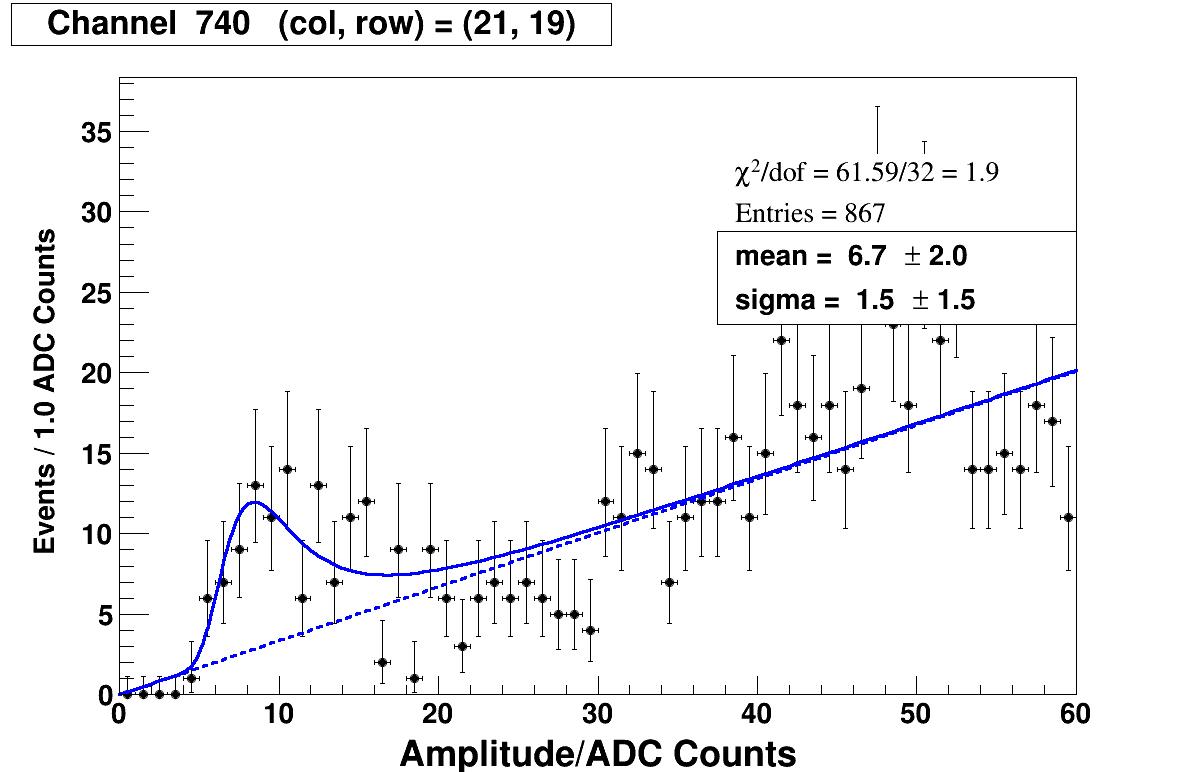 Channel 740 (col, row) = (21, 19)
35
30
25
20
15
10
5
0
Events / 1.0 ADC Counts
χ²/dof = 61.59/32 = 1.9
Entries = 867
mean = 6.7 ± 2.0
sigma = 1.5 ± 1.5
0 10 20 30 40 50 60
Amplitude/ADC Counts